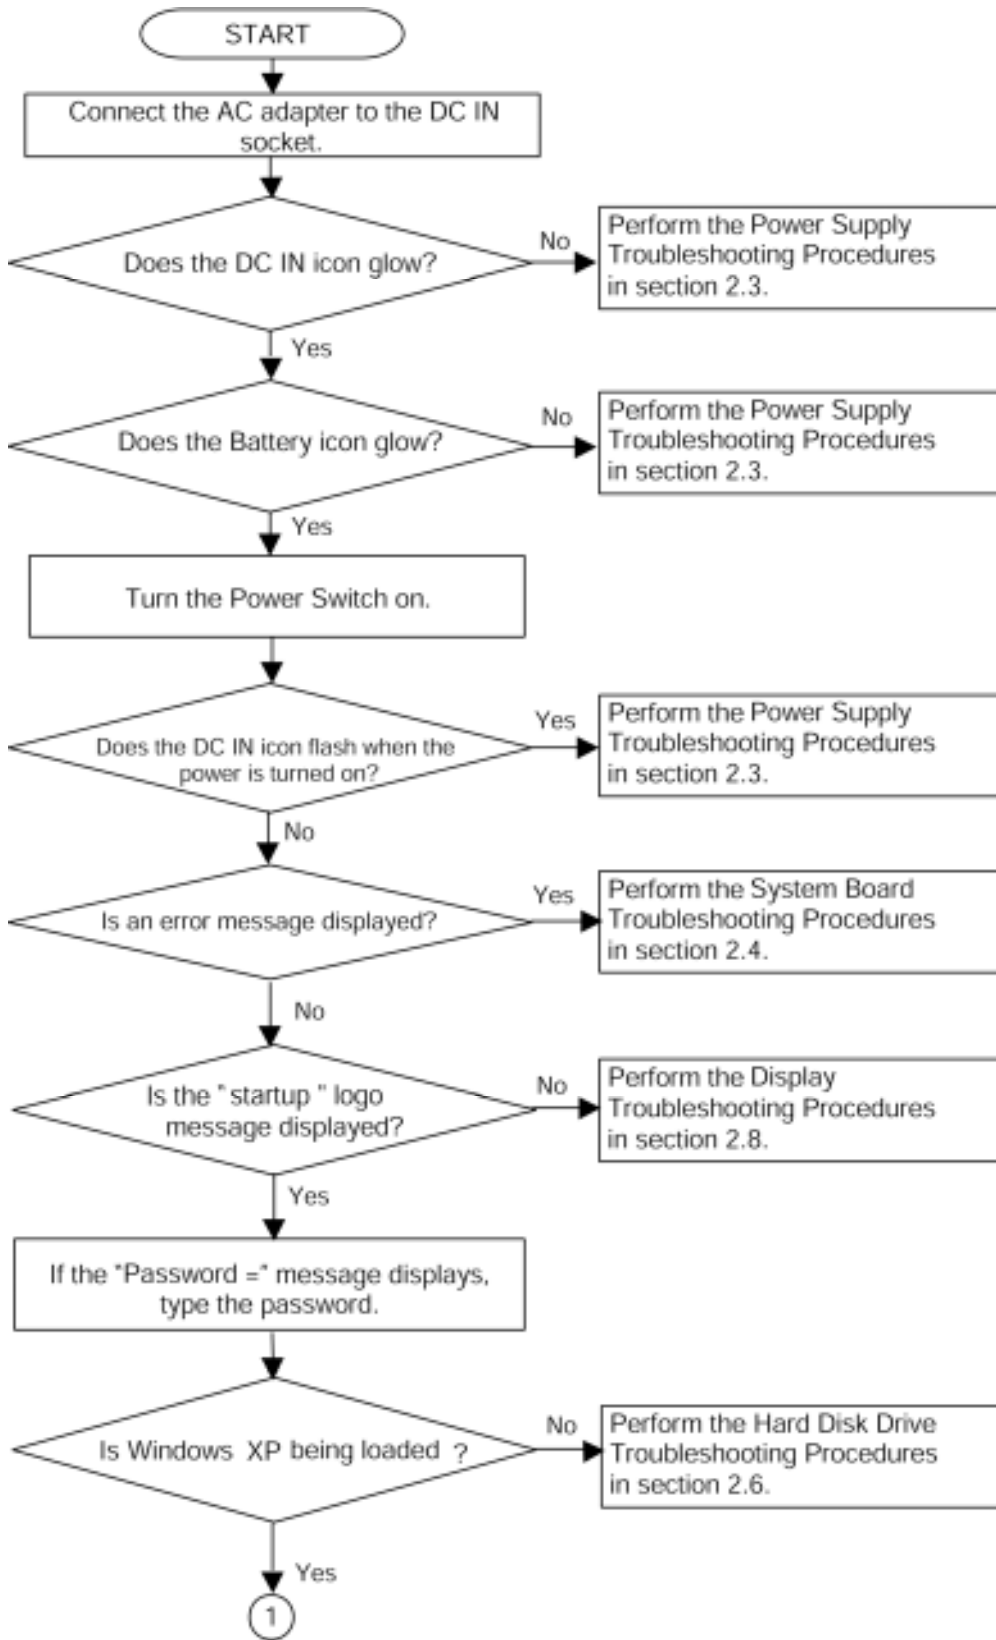 START
Connect the AC adapter to the DC IN
socket.
Does the DC IN icon glow?
No
Perform the Power Supply
Troubleshooting Procedures
in section 2.3.
Yes
Does the Battery icon glow?
No
Perform the Power Supply
Troubleshooting Procedures
in section 2.3.
Yes
Turn the Power Switch on.
Does the DC IN icon flash when the
power is turned on?
Yes
Perform the Power Supply
Troubleshooting Procedures
in section 2.3.
No
Is an error message displayed?
Yes
Perform the System Board
Troubleshooting Procedures
in section 2.4.
No
Is the " startup " logo
message displayed?
No
Perform the Display
Troubleshooting Procedures
in section 2.8.
Yes
If the "Password =" message displays,
type the password.
Is Windows XP being loaded ?
No
Perform the Hard Disk Drive
Troubleshooting Procedures
in section 2.6.
Yes
1